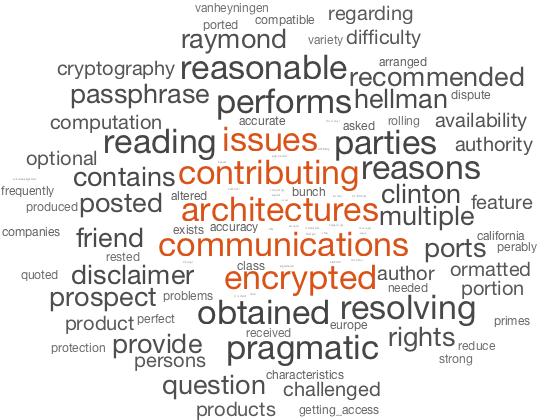 vanheyningen
ported compatible regarding
raymond variety difficulty
cryptography reasonable arranged recommended
passphrase performs hellman dispute
computation accurate asked rolling availability
reading issues parties authority
optional contains contributing reasons
frequently produced posted altered bunch clinton feature
architectures multiple
companies friend exists accuracy communications ports california perably
rested
quoted disclaimer class encrypted author needed ormatted portion
prospect problems obtained resolving
product perfect received europe rights primes
protection provide pragmatic reduce
persons strong
question characteristics challenged
products getting_access